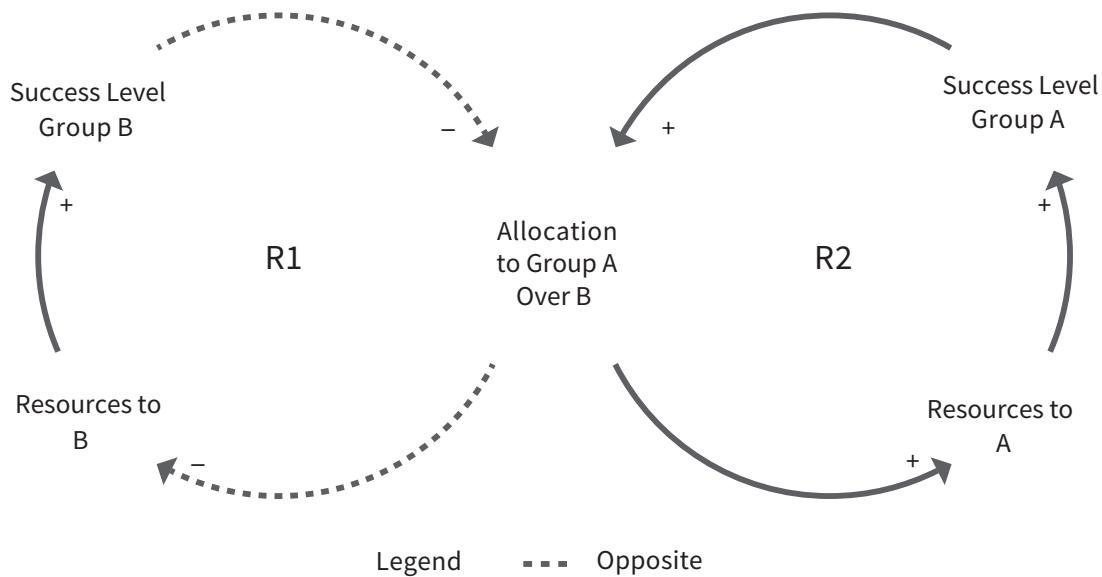 Success Level
Group B
–
+
Success Level
Group A
+
+
R1
Allocation
to Group A
Over B
R2
Resources to
B
–
Resources to
A
+
Legend
Opposite